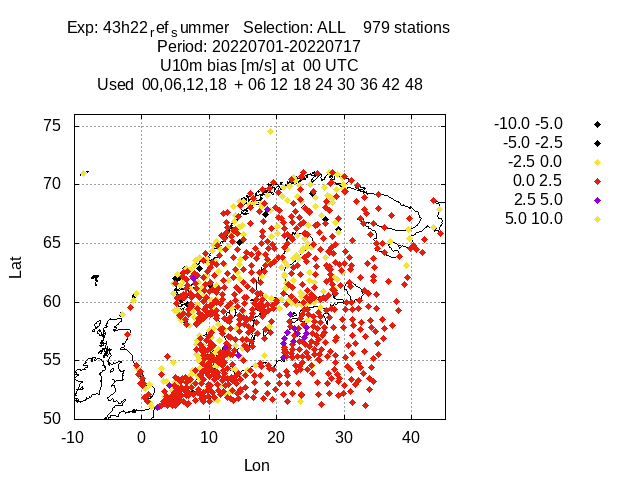 Exp: 43h22refsummer Selection: ALL 979 stations
Period: 20220701-20220717
U10m bias [m/s] at 00 UTC
Used 00,06,12,18 + 06 12 18 24 30 36 42 48
-10.0 -5.0
-5.0 -2.5
-2.5 0.0
0.0 2.5
2.5 5.0
5.0 10.0
75
70
65
60
55
50
Lat
-10 0 10 20 30 40
Lon